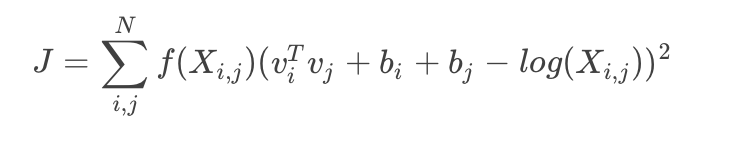 J = \sum_{i,j}^{N} f(X_{i,j})(v_i^T v_j + b_i + b_j - log(X_{i,j}))^2